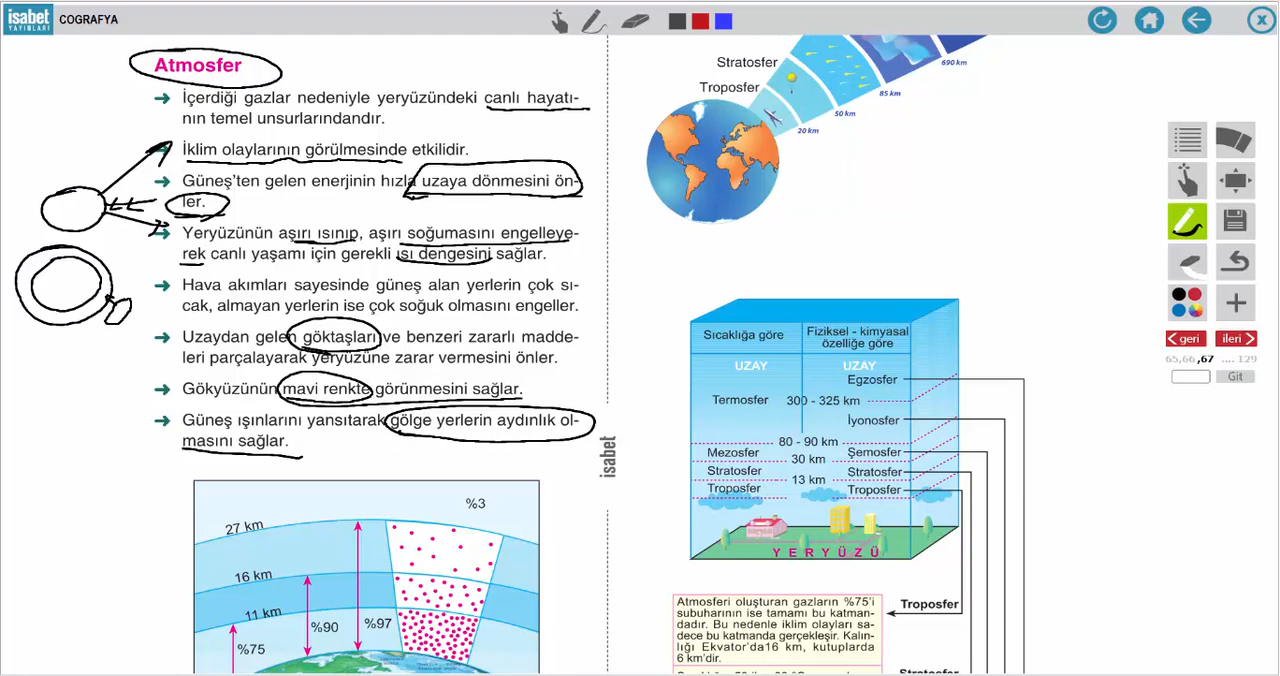 isabet
YAYINLARI
COGRAFYA
Atmosfer
İçerdiği gazlar nedeniyle yeryüzündeki canlı hayatı-
nın temel unsurlarındandır.
İklim olaylarının görülmesinde etkilidir.
Güneş'ten gelen enerjinin hızla uzaya dönmesini ön-
ler.
Yeryüzünün aşırı ısınıp, aşırı soğumasını engelleye-
rek canlı yaşamı için gerekli ısı dengesini sağlar.
Hava akımları sayesinde güneş alan yerlerin çok sı-
cak, almayan yerlerin ise çok soğuk olmasını engeller.
Uzaydan gelen göktaşları ve benzeri zararlı madde-
leri parçalayarak yeryüzüne zarar vermesini önler.
Gökyüzünün mavi renkte görünmesini sağlar.
Güneş ışınlarını yansıtarak gölge yerlerin aydınlık ol-
masını sağlar.
%3
27 km
16 km
11 km
%97
%90
%75
isabet
Stratosfer
Troposfer
690 km
85 km
50 km
20 km
Sıcaklığa göre
Fiziksel - kimyasal
özelliğe göre
UZAY
UZAY
Egzosfer
Termosfer
300 - 325 km
İyonosfer
80 - 90 km
Mezosfer
Şemosfer
30 km
Stratosfer
Stratosfer
13 km
Troposfer
Troposfer
YERYÜZÜ
Atmosferi oluşturan gazların %75'i
subuharının ise tamamı bu katman-
dadır. Bu nedenle iklim olayları sa-
dece bu katmanda gerçekleşir. Kalın-
lığı Ekvator'da16 km, kutuplarda
6 km'dir.
Troposfer
Stratosfer
geri
ileri
65,66,67 .... 129
Git